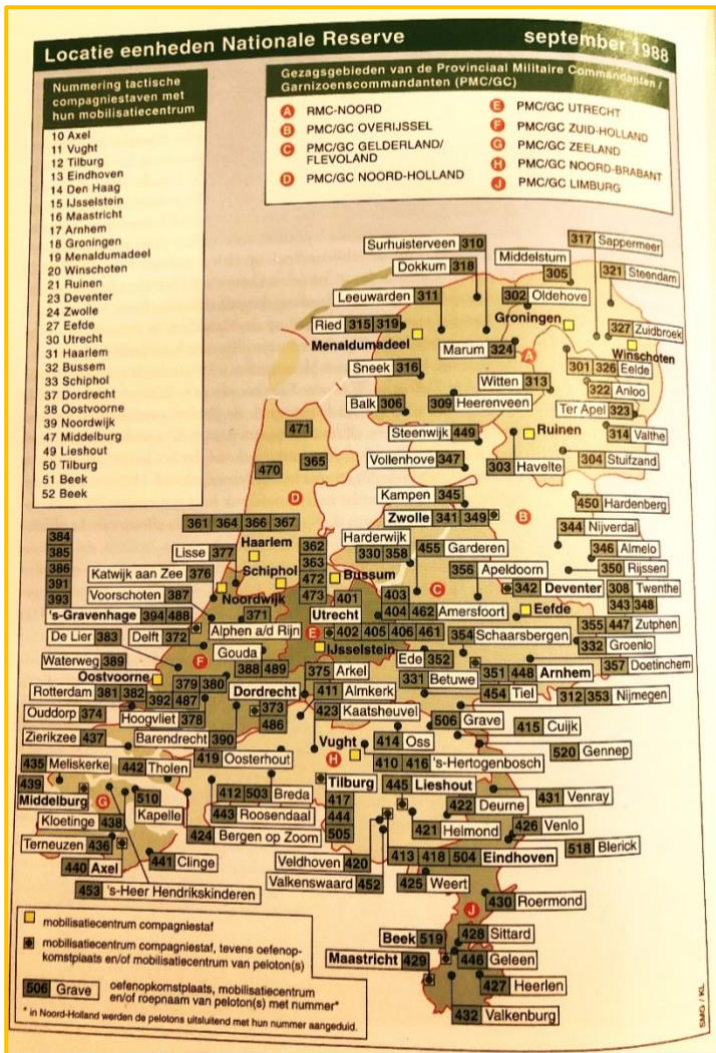 Locatie eenheden Nationale Reserve september 1988
Nummering tactische
compagniestaven met
hun mobilisatiecentrum
10 Axel
11 Vught
12 Tilburg
13 Eindhoven
14 Den Haag
15 IJsselstein
16 Maastricht
17 Arnhem
18 Groningen
19 Menaldumadeel
20 Winschoten
21 Ruinen
23 Deventer
24 Zwolle
27 Eefde
30 Utrecht
31 Haarlem
32 Bussem
33 Schiphol
37 Dordrecht
38 Oostvoorne
39 Noordwijk
47 Middelburg
49 Lieshout
50 Tilburg
51 Beek
52 Beek
Gezagsgebieden van de Provinciaal Militaire Commandanten /
Garnizoenscommandanten (PMC/GC)
A RMC-NOORD
B PMC/GC OVERIJSSEL
C PMC/GC GELDERLAND/
FLEVOLAND
D PMC/GC NOORD-HOLLAND
E PMC/GC UTRECHT
F PMC/GC ZUID-HOLLAND
G PMC/GC ZEELAND
H PMC/GC NOORD-BRABANT
J PMC/GC LIMBURG
317 Sappermeer
Surhuisterveen 310
Middelstum
305
Dokkum 318
321 Steendam
Leeuwarden 311
302 Oldehove
Groningen
Ried 315 319
327 Zuidbroek
Menaldumadeel
Marum 324
A
Winschoten
Sneek 316
301 326 Eelde
Witten 313
322 Anloo
Balk 306
309 Heerenveen
Ter Apel 323
471
Steenwijk 449
Ruinen
314 Valthe
365
470
Vollenhove 347
303 Havelte
304 Stuifzand
D
Kampen 345
450 Hardenberg
361 364 366 367
Zwolle 341 349
B
344 Nijverdal
384
385
386
391
393
Haarlem
362
363
472
473
Harderwijk
330 358
455 Garderen
346 Almelo
Lisse 377
356 Apeldoorn
350 Rijssen
Katwijk aan Zee 376
Schiphol
Bussum
C
342 Deventer
308 Twenthe
343 348
Voorschoten 387
Noordwijk
401
403
's-Gravenhage 394 488
371
Utrecht
404 462 Amersfoort
Eefde
355 447 Zutphen
De Lier 383
Delft 372
Alphen a/d Rijn
E
402 405 406 461
354 Schaarsbergen
332 Groenlo
Waterweg 389
F
Gouda
IJsselstein
Ede 352
357 Doetinchem
Oostvoorne
388 489
375 Arkel
331 Betuwe
351 448 Arnhem
379 380
Rotterdam 381 382
392 487
Dordrecht
411 Almkerk
454 Tiel
312 353 Nijmegen
Ouddorp 374
Hoogvliet 378
373
486
423 Kaatsheuvel
506 Grave
415 Cuijk
Zierikzee 437
Barendrecht 390
Vught
414 Oss
520 Gennep
435 Meliskerke
419 Oosterhout
H
410 416 's-Hertogenbosch
439
442 Tholen
Tilburg
445 Lieshout
431 Venray
Middelburg
G
510
Kapelle
412 503 Breda
417
444
505
422 Deurne
Kloetinge 438
443 Roosendaal
421 Helmond
426 Venlo
Terneuzen 436
424 Bergen op Zoom
518 Blerick
Veldhoven 420
413 418 504 Eindhoven
440 Axel
441 Clinge
Valkenswaard 452
425 Weert
453 's-Heer Hendrikskinderen
430 Roermond
J
Beek 519
428 Sittard
Maastricht 429
446 Geleen
427 Heerlen
432 Valkenburg
mobilisatiecentrum compagniestaf
mobilisatiecentrum compagniestaf, tevens oefenop-
komstplaats en/of mobilisatiecentrum van peloton(s)
506 Grave oefenopkomstplaats, mobilisatiecentrum
en/of roepnaam van peloton(s) met nummer*
* in Noord-Holland werden de pelotons uitsluitend met hun nummer aangeduid.
SMG / KL